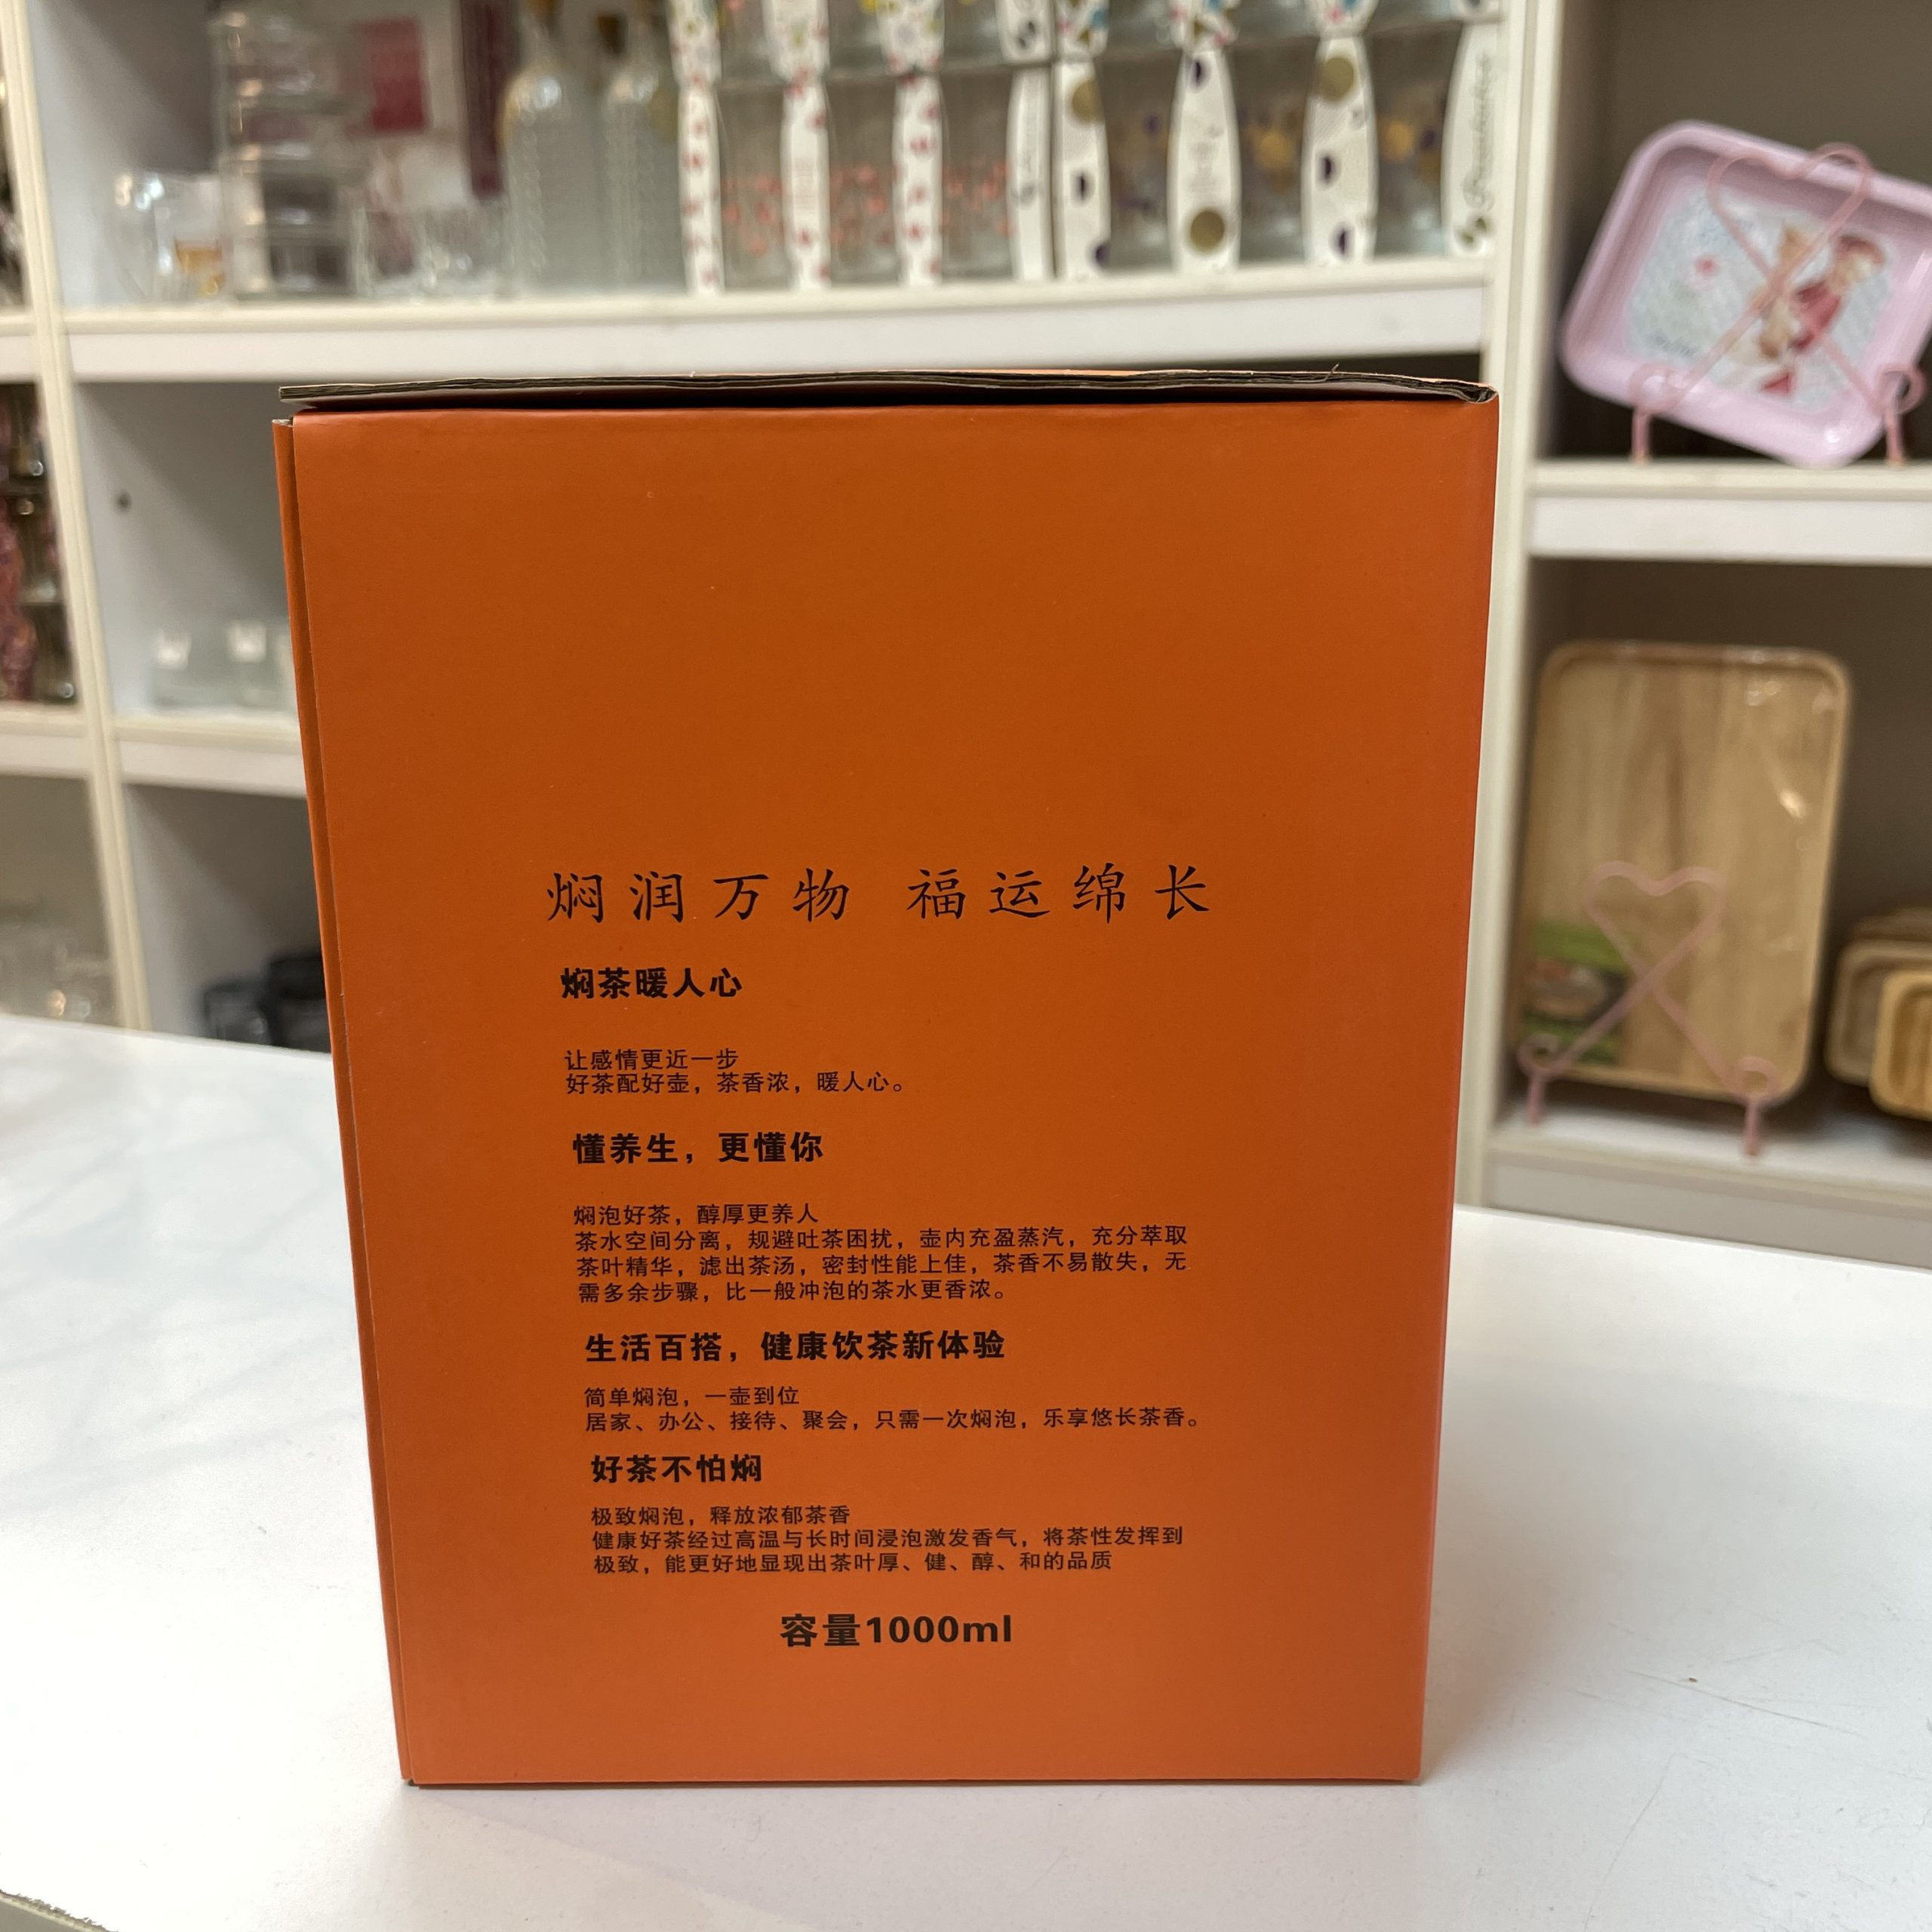 焖润万物 福运绵长
焖茶暖人心
让感情更近一步
好茶配好壶，茶香浓，暖人心。
懂养生，更懂你
焖泡好茶，醇厚更养人
茶水空间分离，规避吐茶困扰，壶内充盈蒸汽，充分萃取
茶叶精华，滤出茶汤，密封性能上佳，茶香不易散失，无
需多余步骤，比一般冲泡的茶水更香浓。
生活百搭，健康饮茶新体验
简单焖泡，一壶到位
居家、办公、接待、聚会，只需一次焖泡，乐享悠长茶香。
好茶不怕焖
极致焖泡，释放浓郁茶香
健康好茶经过高温与长时间浸泡激发香气，将茶性发挥到
极致，能更好地显现出茶叶厚、健、醇、和的品质
容量1000ml